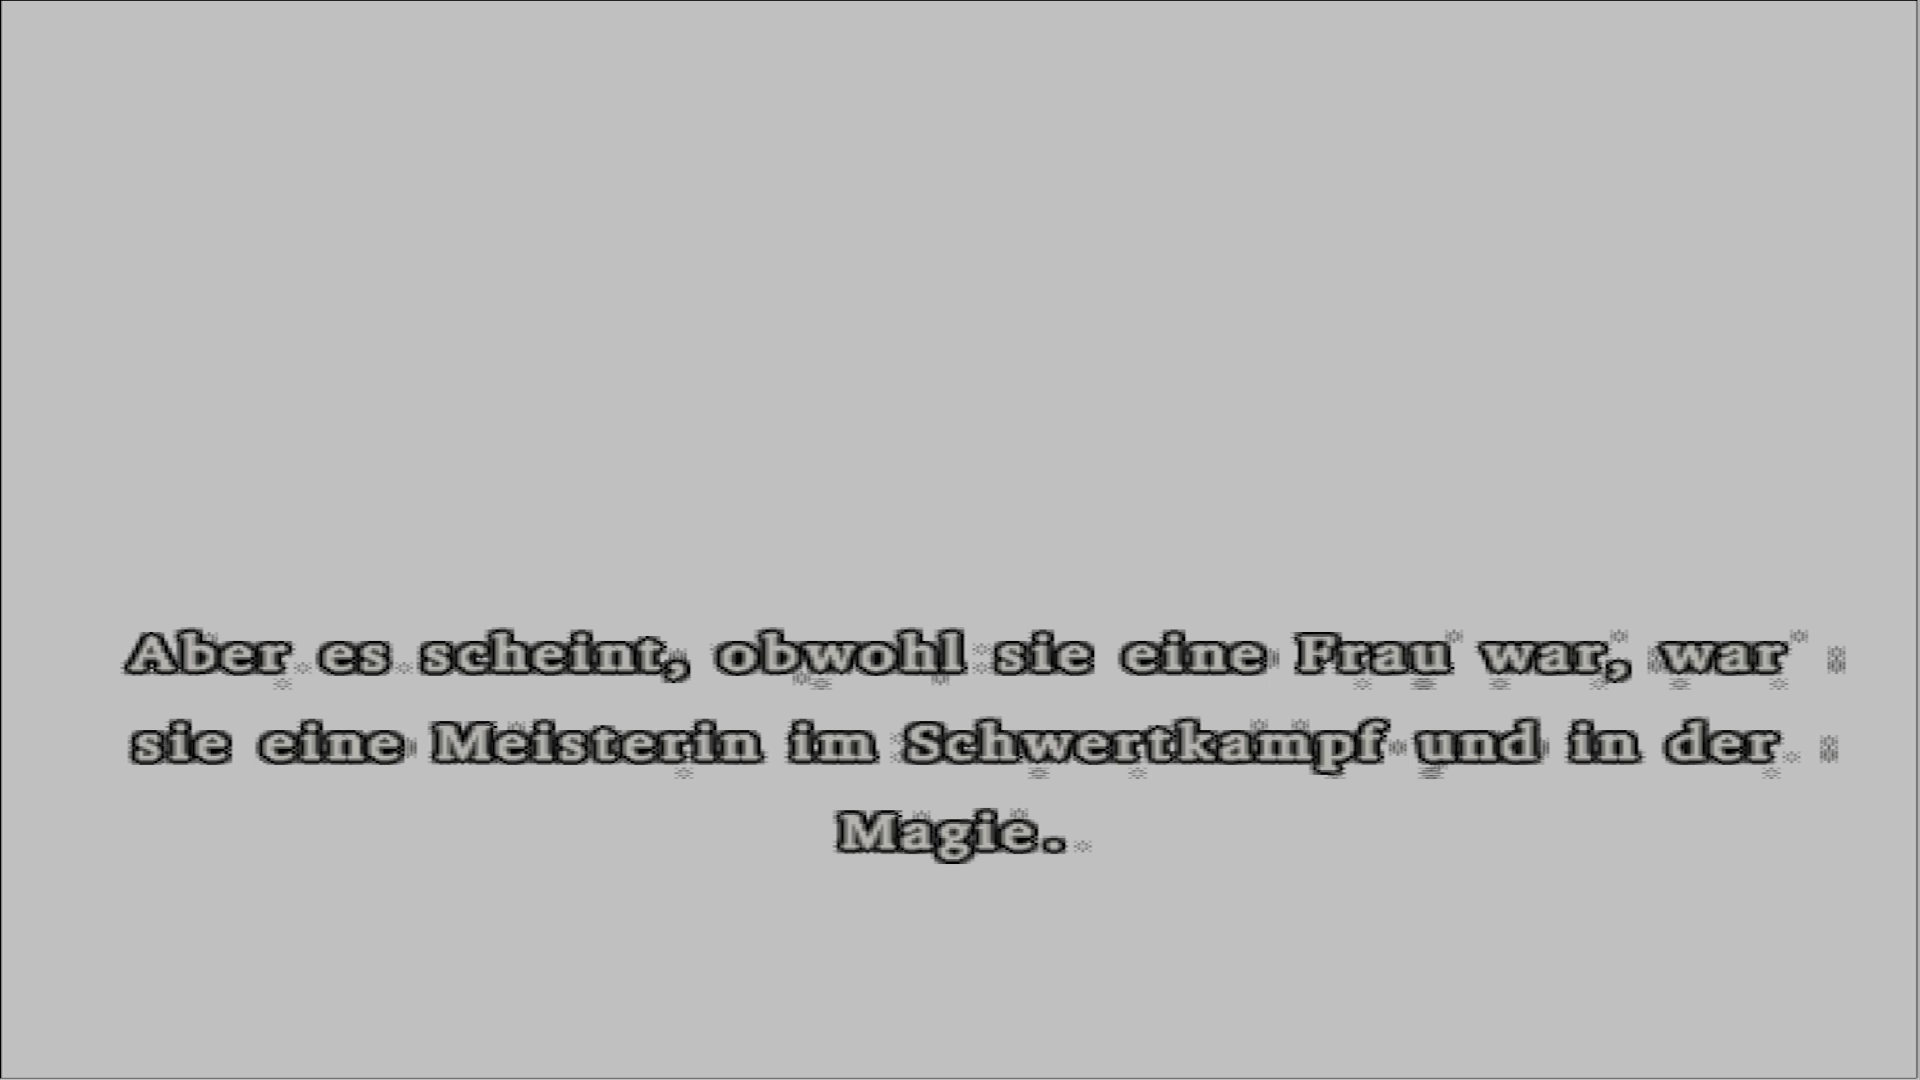 Aber es scheint, obwohl sie eine Frau war, war
sie eine Meisterin im Schwertkampf und in der
Magie.